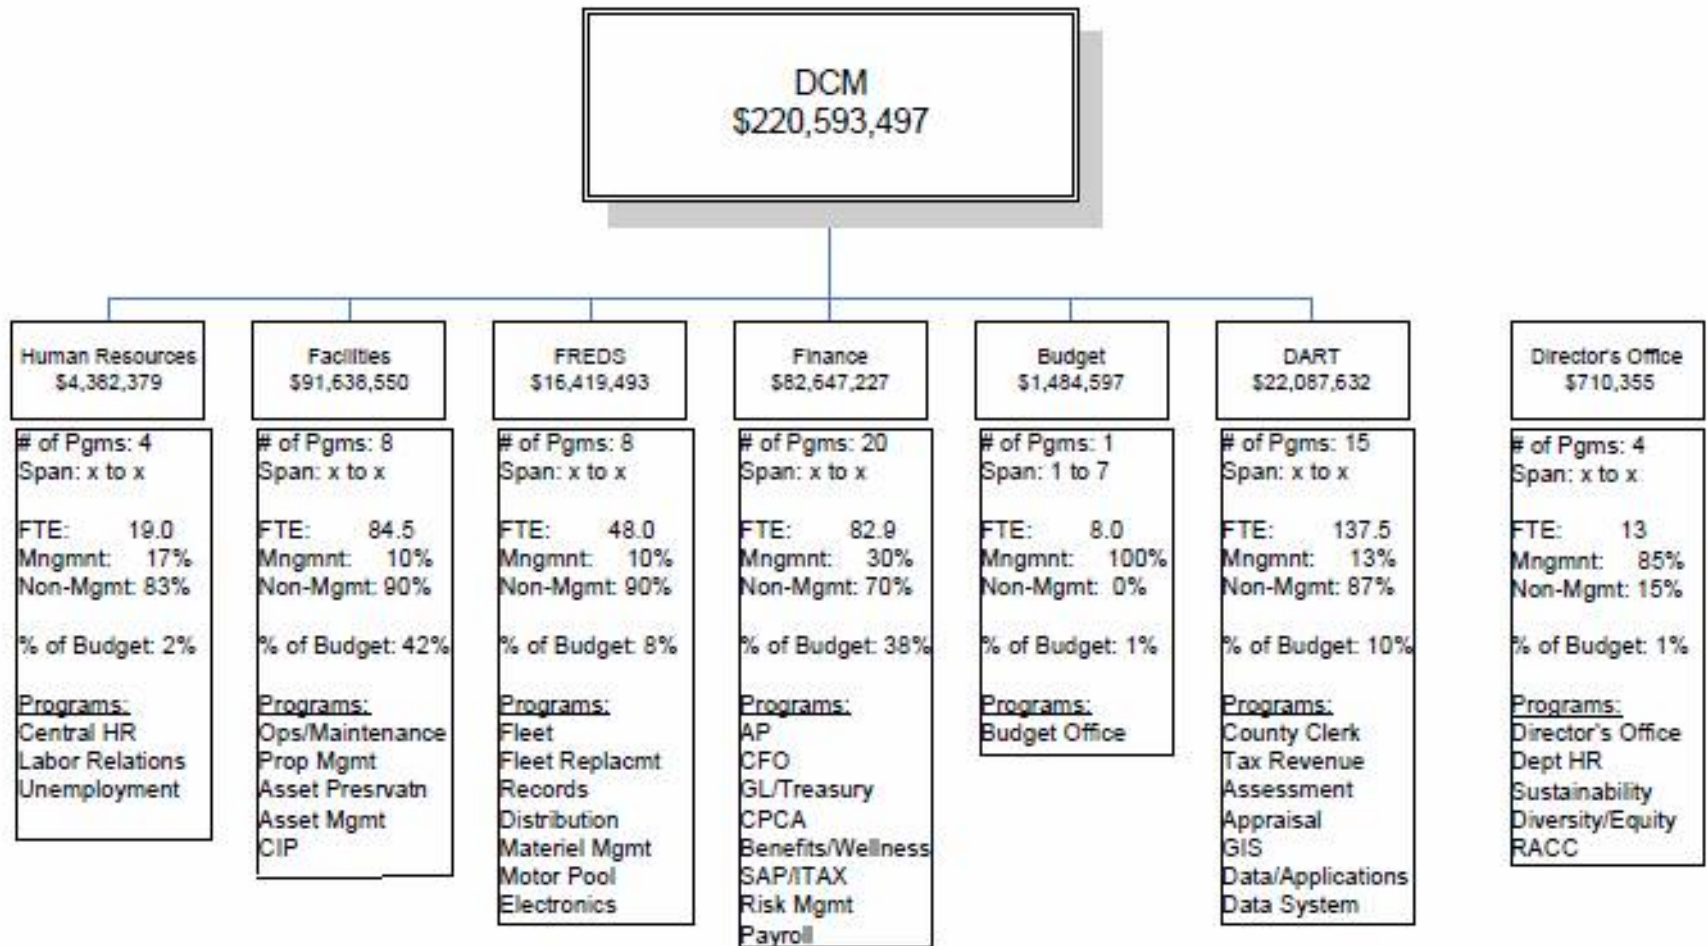 DCM
$220,593,497
Human Resources
$4,382,379
# of Pgms: 4
Span: x to x
FTE: 19.0
Mngmnt: 17%
Non-Mgmt: 83%
% of Budget: 2%
Programs:
Central HR
Labor Relations
Unemployment
Facilities
$91,638,550
# of Pgms: 8
Span: x to x
FTE: 84.5
Mngmnt: 10%
Non-Mgmt: 90%
% of Budget: 42%
Programs:
Ops/Maintenance
Prop Mgmt
Asset Presrvatn
Asset Mgmt
CIP
FREDS
$16,419,493
# of Pgms: 8
Span: x to x
FTE: 48.0
Mngmnt: 10%
Non-Mgmt: 90%
% of Budget: 8%
Programs:
Fleet
Fleet Replacmt
Records
Distribution
Materiel Mgmt
Motor Pool
Electronics
Finance
$82,647,227
# of Pgms: 20
Span: x to x
FTE: 82.9
Mngmnt: 30%
Non-Mgmt: 70%
% of Budget: 38%
Programs:
AP
CFO
GL/Treasury
CPCA
Benefits/Wellness
SAP/ITAX
Risk Mgmt
Payroll
Budget
$1,484,597
# of Pgms: 1
Span: 1 to 7
FTE: 8.0
Mngmnt: 100%
Non-Mgmt: 0%
% of Budget: 1%
Programs:
Budget Office
DART
$22,087,632
# of Pgms: 15
Span: x to x
FTE: 137.5
Mngmnt: 13%
Non-Mgmt: 87%
% of Budget: 10%
Programs:
County Clerk
Tax Revenue
Assessment
Appraisal
GIS
Data/Applications
Data System
Director's Office
$710,355
# of Pgms: 4
Span: x to x
FTE: 13
Mngmnt: 85%
Non-Mgmt: 15%
% of Budget: 1%
Programs:
Director's Office
Dept HR
Sustainability
Diversity/Equity
RACC